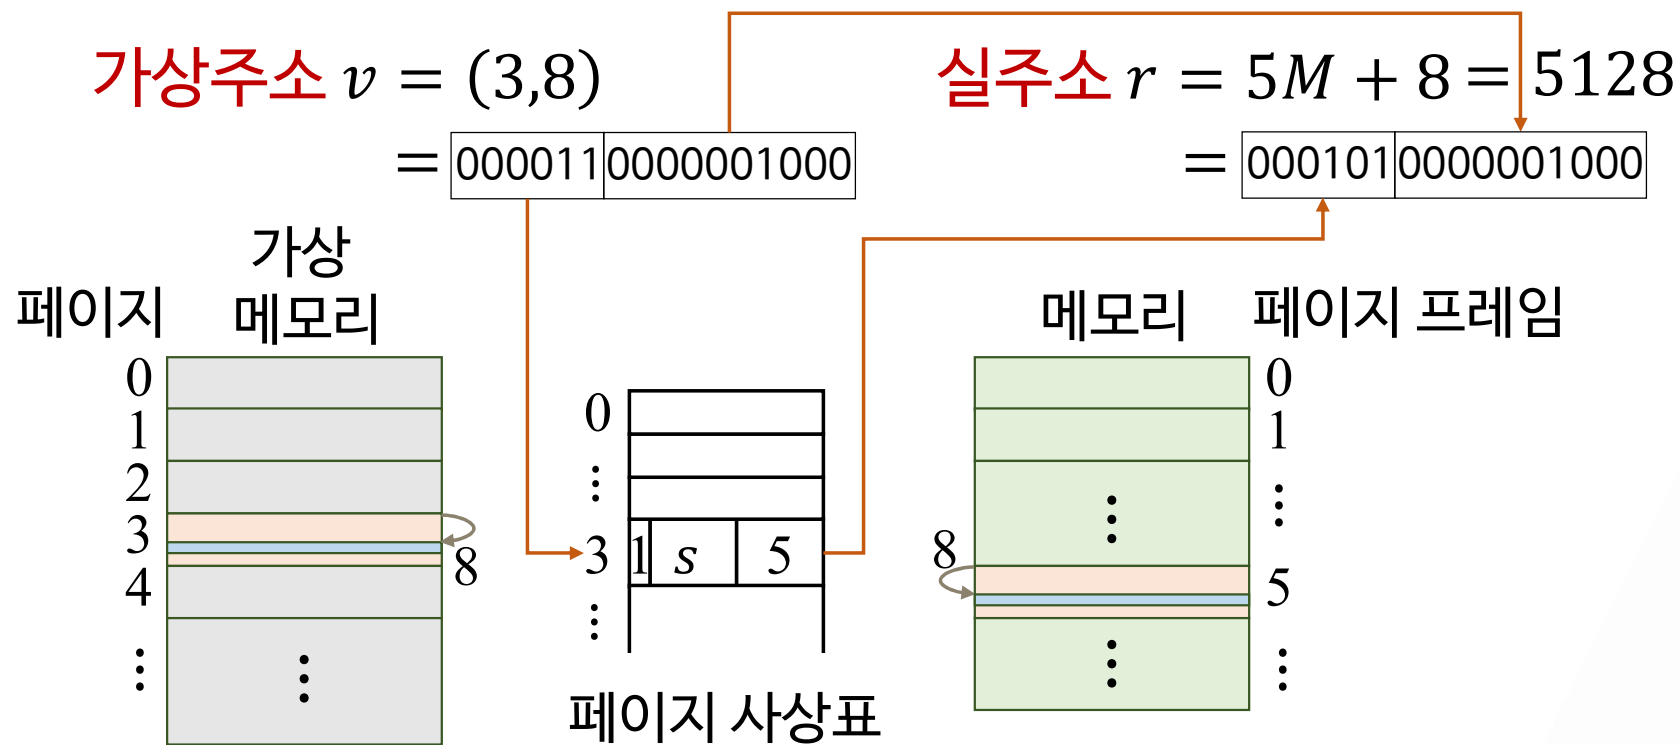 가상주소 v = (3,8)
= 000011 0000001000
실주소 r = 5M + 8 = 5128
= 000101 0000001000
페이지
가상
메모리
0
1
2
3
4
⋮
⋮
8
0
⋮
3 1 s 5
⋮
페이지 사상표
메모리
페이지 프레임
0
1
⋮
⋮
8
5
⋮
⋮